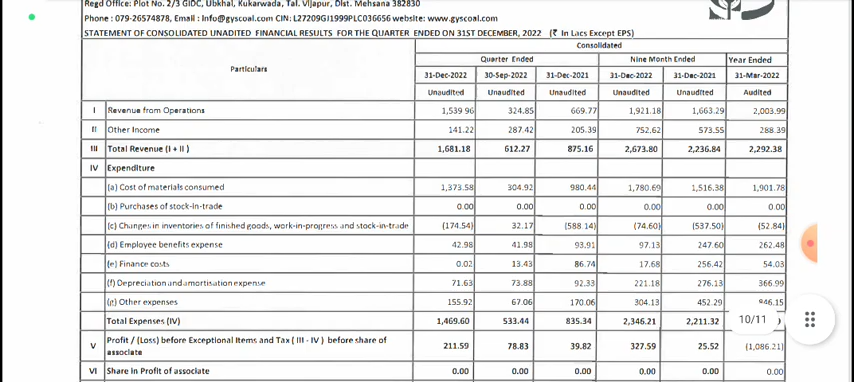 Regd Office: Plot No. 2/3 GIDC, Ubkhal, Kukarwada, Tal. Vijapur, Dist. Mehsana 382830
Phone : 079-26574878, Email : Info@gyscoal.com CIN: L27209GJ1999PLC036656 website: www.gyscoal.com
STATEMENT OF CONSOLIDATED UNAUDITED FINANCIAL RESULTS FOR THE QUARTER ENDED ON 31ST DECEMBER, 2022 (₹ In Lacs Except EPS)
Consolidated
Particulars Quarter Ended Nine Month Ended Year Ended
31-Dec-2022 30-Sep-2022 31-Dec-2021 31-Dec-2022 31-Dec-2021 31-Mar-2022
Unaudited Unaudited Unaudited Unaudited Unaudited Audited
I Revenue from Operations 1,539.96 324.85 669.77 1,921.18 1,663.29 2,003.99
II Other Income 141.22 287.42 205.39 752.62 573.55 288.39
III Total Revenue (I + II ) 1,681.18 612.27 875.16 2,673.80 2,236.84 2,292.38
IV Expenditure
(a) Cost of materials consumed 1,373.58 304.92 980.44 1,780.69 1,516.38 1,901.78
(b) Purchases of stock-in-trade 0.00 0.00 0.00 0.00 0.00 0.00
(c) Changes in inventories of finished goods, work-in-progress and stock-in-trade (174.54) 32.17 (588.14) (74.60) (537.50) (52.84)
(d) Employee benefits expense 42.98 41.98 93.91 97.13 247.60 262.48
(e) Finance costs 0.02 13.43 86.74 17.68 256.42 54.03
(f) Depreciation and amortisation expense 71.63 73.88 92.33 221.18 276.13 366.99
(g) Other expenses 155.92 67.06 170.06 304.13 452.29 846.15
Total Expenses (IV) 1,469.60 533.44 835.34 2,346.21 2,211.32
10/11
V Profit / (Loss) before Exceptional Items and Tax ( III - IV ) before share of associate 211.59 78.83 39.82 327.59 25.52 (1,086.21)
VI Share In Profit of associate 0.00 0.00 0.00 0.00 0.00 0.00